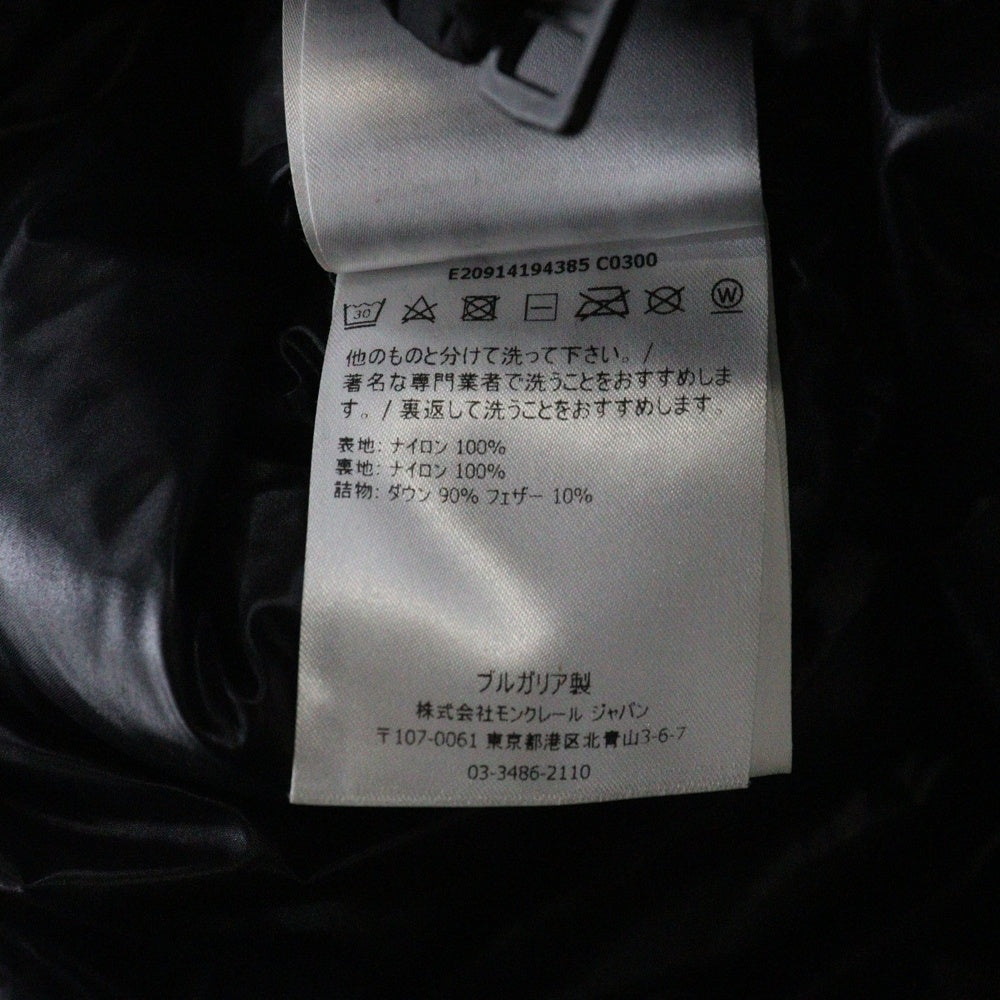 E20914194385 C0300
30
W
他のものと分けて洗って下さい。/
著名な専門業者で洗うことをおすすめしま
す。/ 裏返して洗うことをおすすめします。
表地: ナイロン 100%
裏地: ナイロン 100%
詰物: ダウン 90% フェザー 10%
ブルガリア製
株式会社モンクレール ジャパン
〒107-0061 東京都港区北青山3-6-7
03-3486-2110